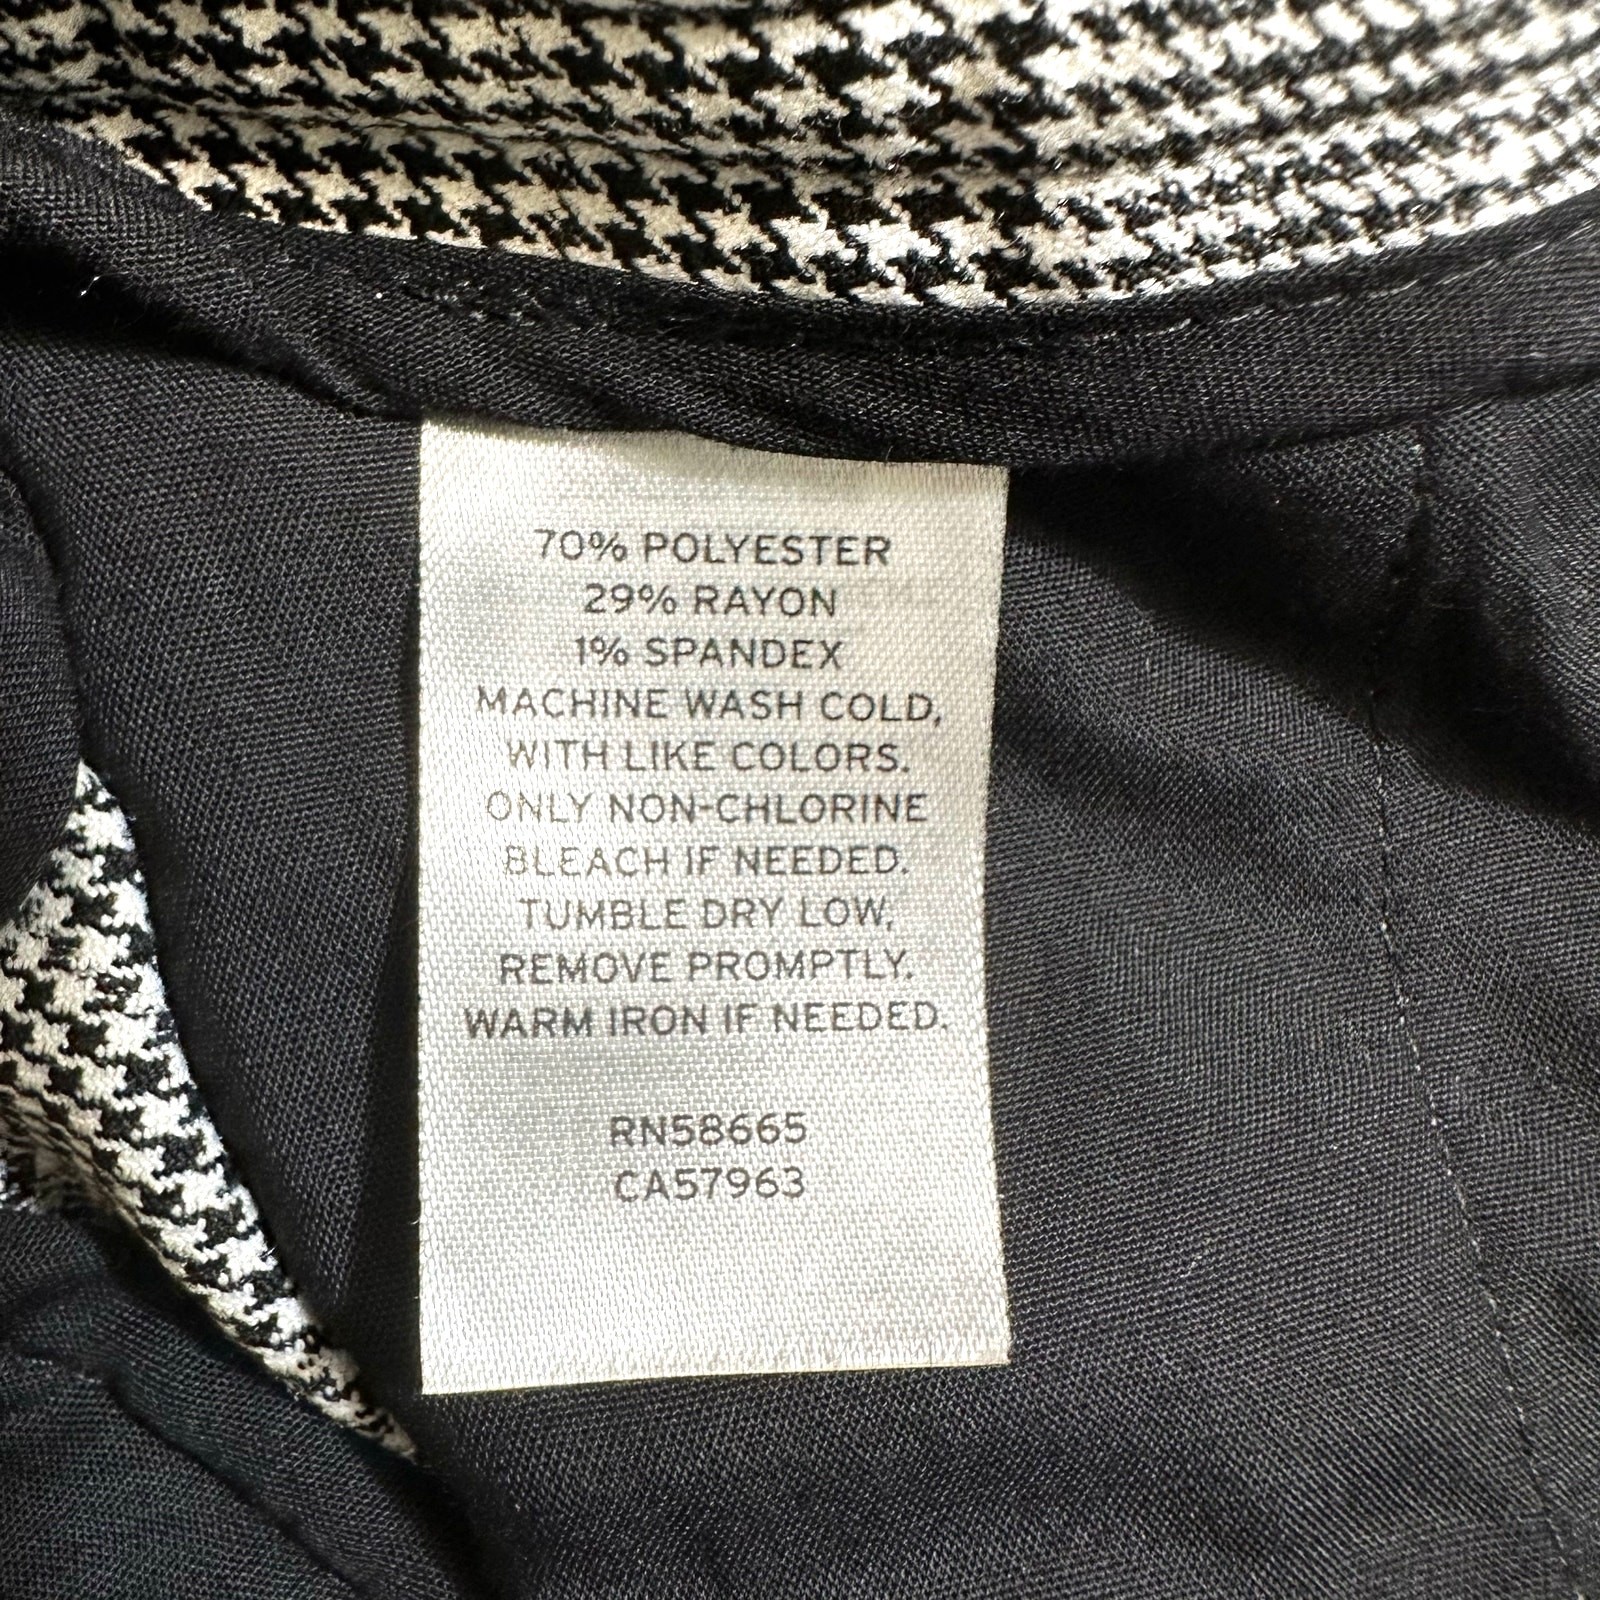 70% POLYESTER
29% RAYON
1% SPANDEX
MACHINE WASH COLD,
WITH LIKE COLORS.
ONLY NON-CHLORINE
BLEACH IF NEEDED.
TUMBLE DRY LOW,
REMOVE PROMPTLY.
WARM IRON IF NEEDED.
RN58665
CA57963